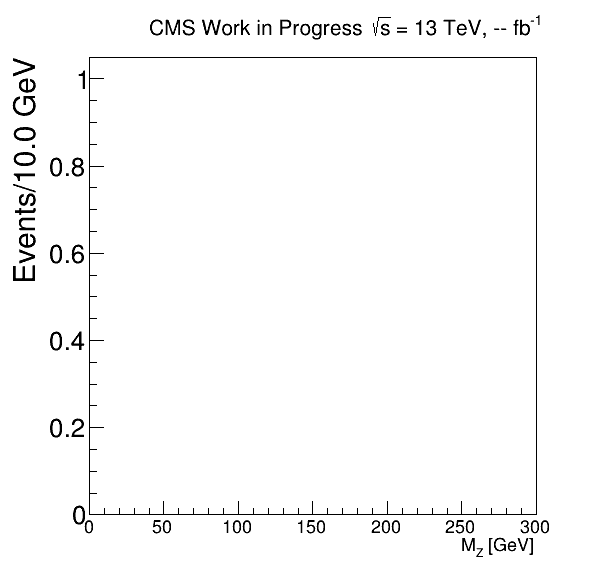 CMS Work in Progress √s = 13 TeV, -- fb⁻¹
Events/10.0 GeV
1
0.8
0.6
0.4
0.2
0
0 50 100 150 200 250 300
M_Z [GeV]